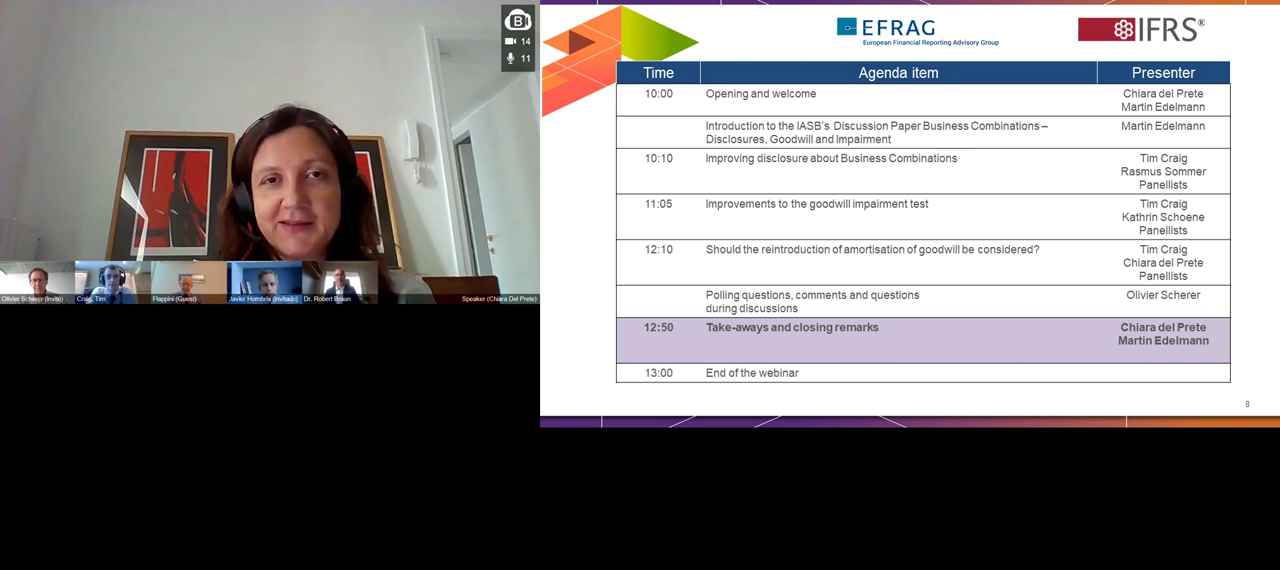 B
14
11
Olivier Scherer (Invité)
Craig, Tim
Flappini (Guest)
Javier Hombria (Invitado)
Dr. Robert Braun
Speaker (Chiara Del Prete)
EFRAG
European Financial Reporting Advisory Group
IFRS®
Time Agenda item Presenter
10:00 Opening and welcome Chiara del Prete
Martin Edelmann
Introduction to the IASB's Discussion Paper Business Combinations – Martin Edelmann
Disclosures, Goodwill and Impairment
10:10 Improving disclosure about Business Combinations Tim Craig
Rasmus Sommer
Panellists
11:05 Improvements to the goodwill impairment test Tim Craig
Kathrin Schoene
Panellists
12:10 Should the reintroduction of amortisation of goodwill be considered? Tim Craig
Chiara del Prete
Panellists
Polling questions, comments and questions Olivier Scherer
during discussions
12:50 Take-aways and closing remarks Chiara del Prete
Martin Edelmann
13:00 End of the webinar
8